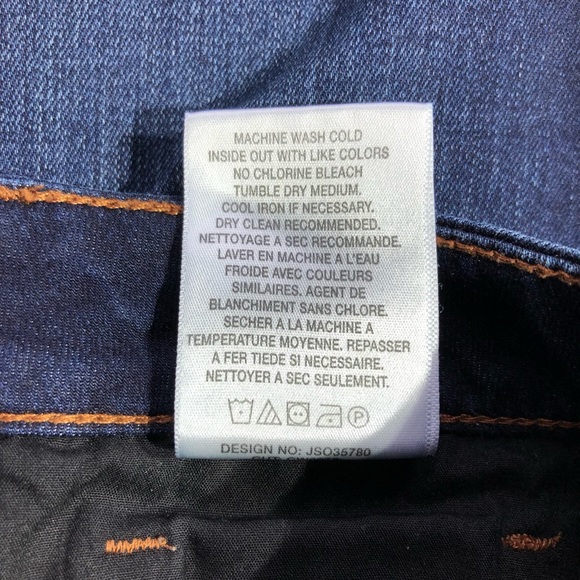 MACHINE WASH COLD
INSIDE OUT WITH LIKE COLORS
NO CHLORINE BLEACH
TUMBLE DRY MEDIUM.
COOL IRON IF NECESSARY.
DRY CLEAN RECOMMENDED.
NETTOYAGE A SEC RECOMMANDE.
LAVER EN MACHINE A L'EAU
FROIDE AVEC COULEURS
SIMILAIRES. AGENT DE
BLANCHIMENT SANS CHLORE.
SECHER A LA MACHINE A
TEMPERATURE MOYENNE. REPASSER
A FER TIEDE SI NECESSAIRE.
NETTOYER A SEC SEULEMENT.
P
DESIGN NO: JSO35780